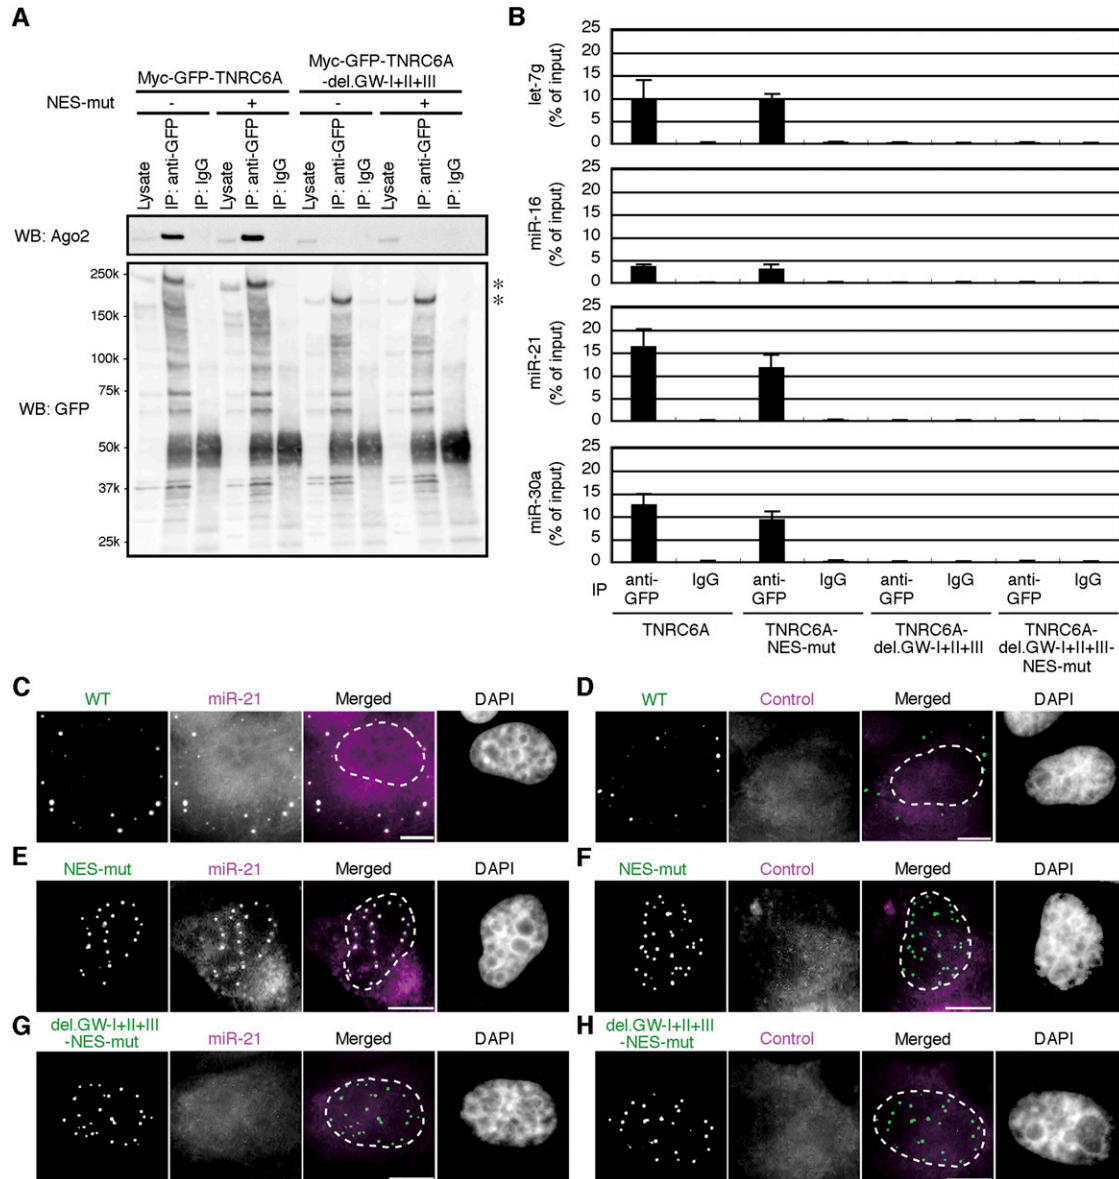 A
Myc-GFP-TNRC6A
Myc-GFP-TNRC6A
-del.GW-I+II+III
NES-mut - + - +
Lysate
IP: anti-GFP
IP: IgG
Lysate
IP: anti-GFP
IP: IgG
Lysate
IP: anti-GFP
IP: IgG
Lysate
IP: anti-GFP
IP: IgG
WB: Ago2
WB: GFP
250k
150k
100k
75k
50k
37k
25k
*
*
B
let-7g
(% of input)
25
20
15
10
5
0
miR-16
(% of input)
25
20
15
10
5
0
miR-21
(% of input)
25
20
15
10
5
0
miR-30a
(% of input)
25
20
15
10
5
0
IP
anti-
GFP
IgG
anti-
GFP
IgG
anti-
GFP
IgG
anti-
GFP
IgG
TNRC6A
TNRC6A-
NES-mut
TNRC6A-
del.GW-I+II+III
TNRC6A-
del.GW-I+II+III-
NES-mut
C
WT miR-21 Merged DAPI
D
WT Control Merged DAPI
E
NES-mut miR-21 Merged DAPI
F
NES-mut Control Merged DAPI
G
del.GW-I+II+III
-NES-mut miR-21 Merged DAPI
H
del.GW-I+II+III
-NES-mut Control Merged DAPI